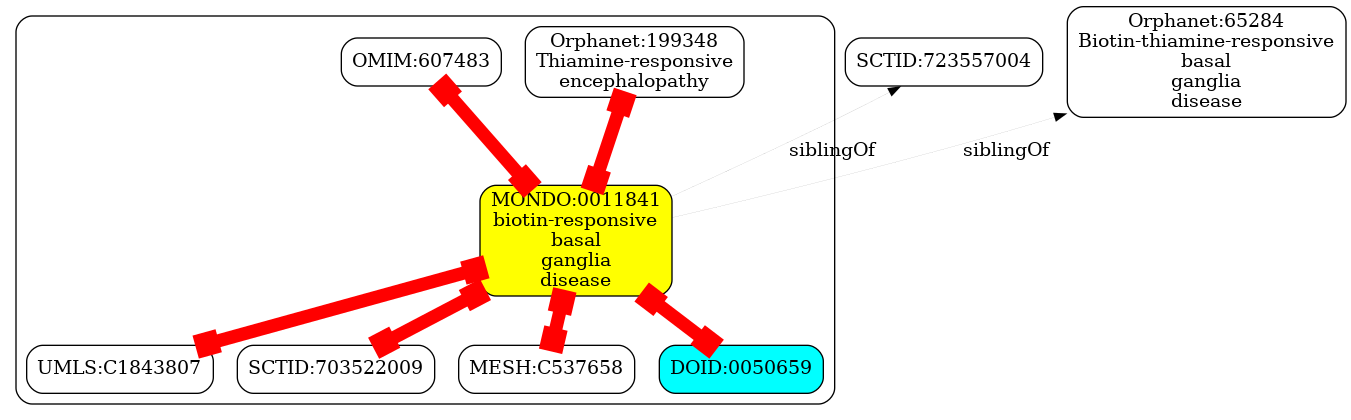 OMIM:607483
Orphanet:199348
Thiamine-responsive
encephalopathy
SCTID:723557004
Orphanet:65284
Biotin-thiamine-responsive
basal
ganglia
disease
siblingOf
siblingOf
MONDO:0011841
biotin-responsive
basal
ganglia
disease
UMLS:C1843807
SCTID:703522009
MESH:C537658
DOID:0050659